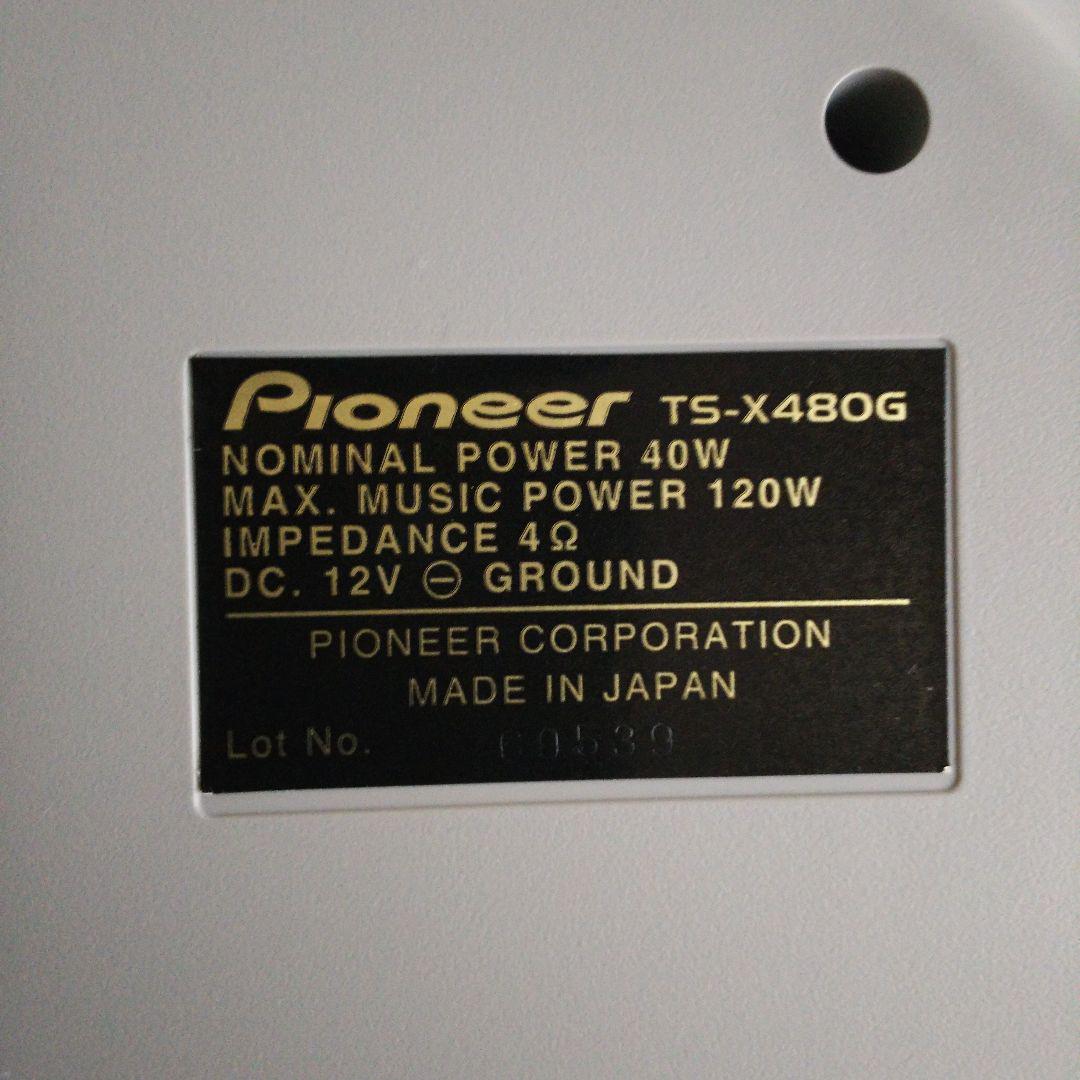 Pioneer TS-X480G
NOMINAL POWER 40W
MAX. MUSIC POWER 120W
IMPEDANCE 4Ω
DC. 12V ⊖ GROUND
PIONEER CORPORATION
MADE IN JAPAN
Lot No.